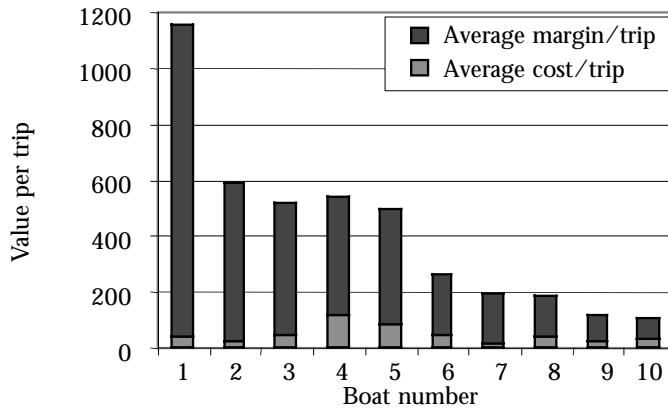 1200
1000
800
600
400
200
0
Value per trip
Average margin/trip
Average cost/trip
1 2 3 4 5 6 7 8 9 10
Boat number